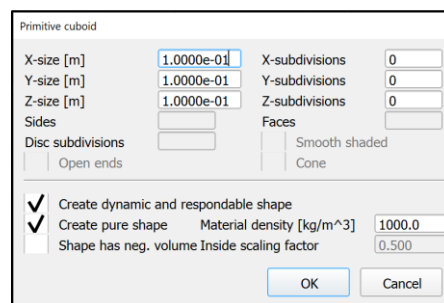 Primitive cuboid
X-size [m] 1.0000e-01 X-subdivisions 0
Y-size [m] 1.0000e-01 Y-subdivisions 0
Z-size [m] 1.0000e-01 Z-subdivisions 0
Sides Faces
Disc subdivisions Smooth shaded
Open ends Cone
Create dynamic and respondable shape
Create pure shape Material density [kg/m^3] 1000.0
Shape has neg. volume Inside scaling factor 0.500
OK Cancel